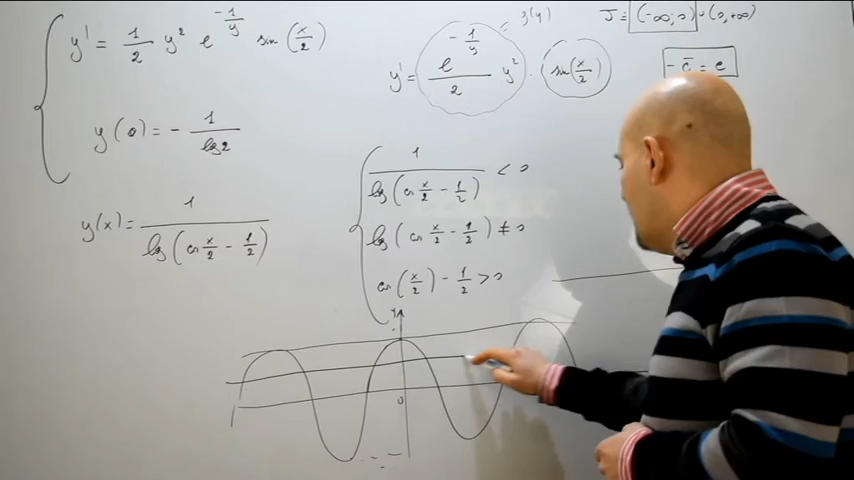 y' = 1/2 y² e^(-1/y) sin (x/2)
y(0) = - 1/log2
y(x) = 1/log(cos x/2 - 1/2)
y' = e^(-1/y)/2 y² · sin(x/2)
= g(y)
J = (-∞; 0) ∪ (0, +∞)
- c = e
1/log(cos x/2 - 1/2) < 0
log(cos x/2 - 1/2) ≠ 0
cos(x/2) - 1/2 > 0
y
0